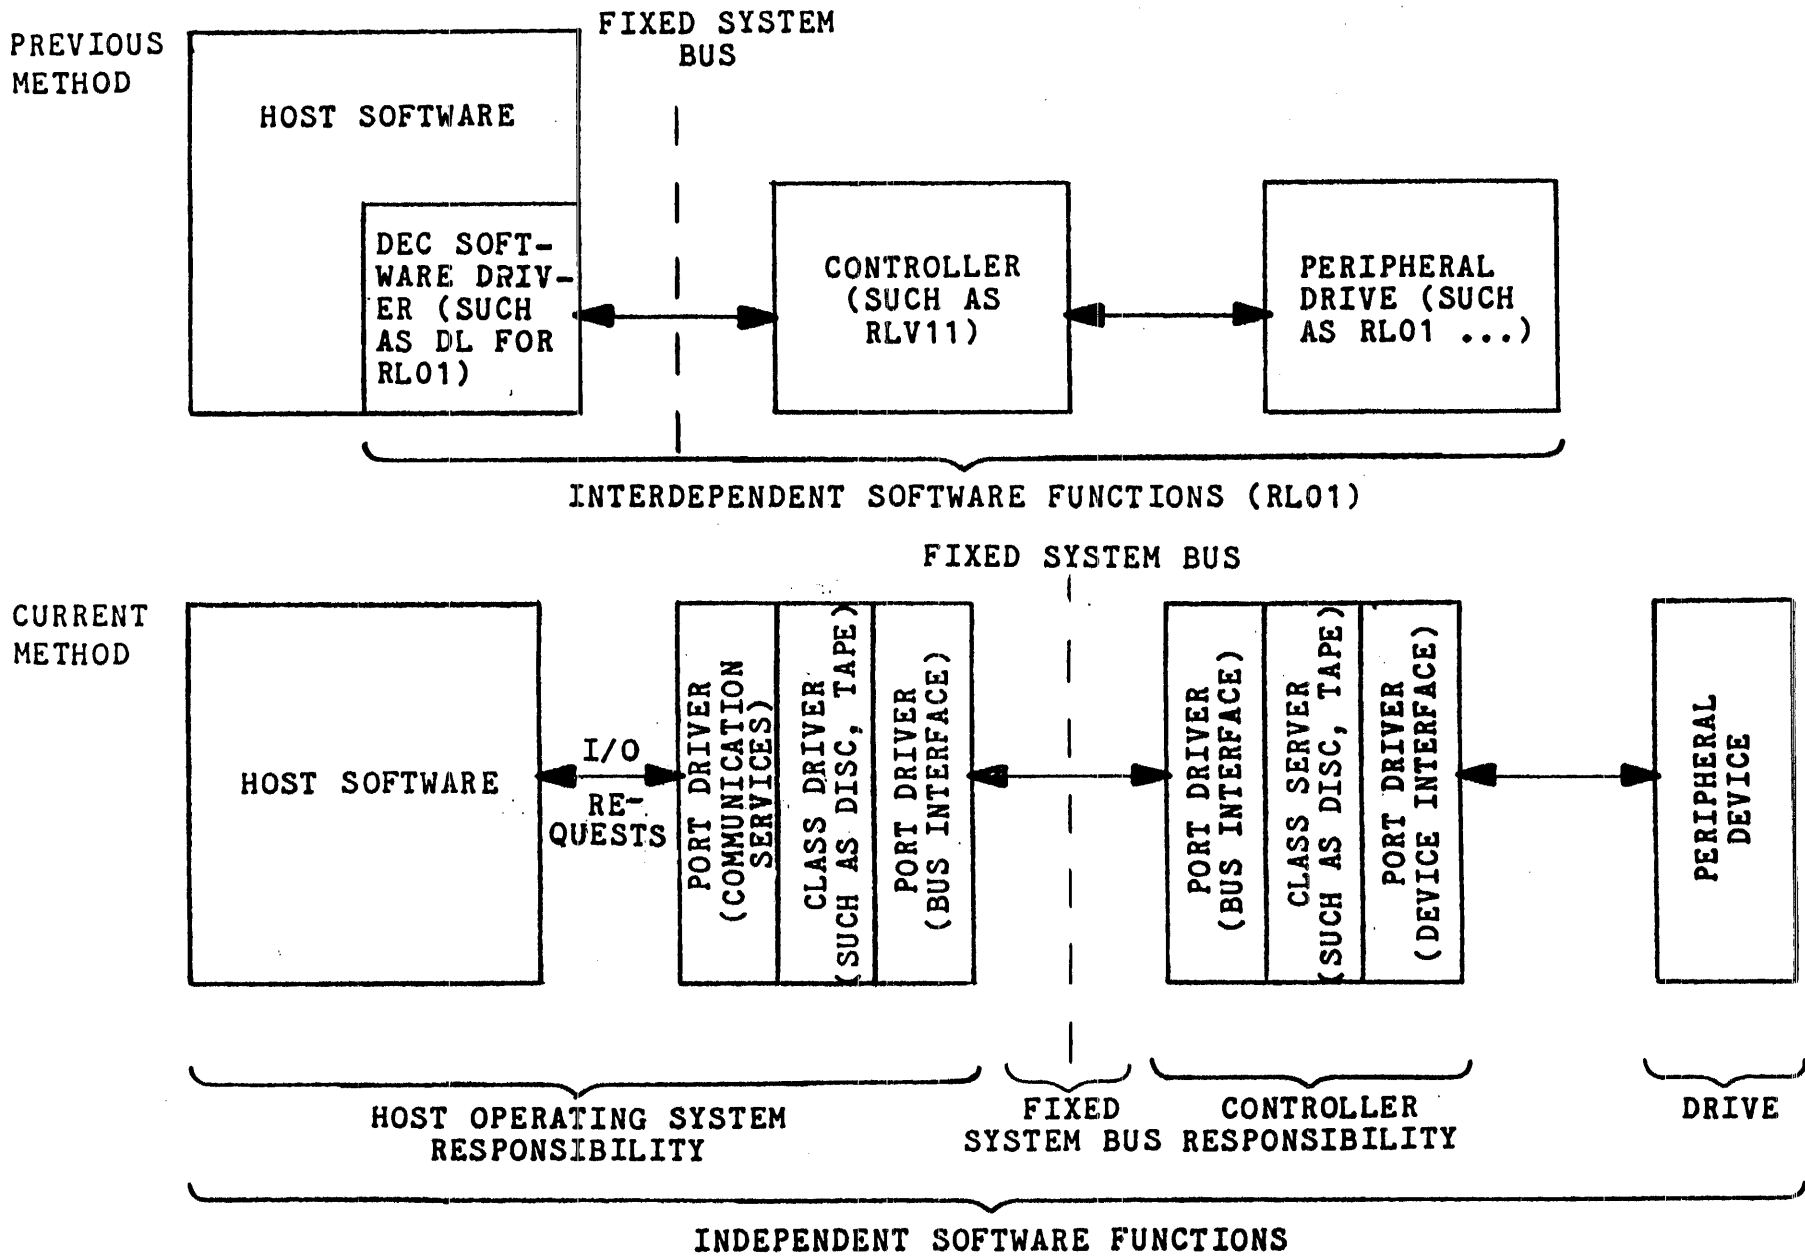 PREVIOUS
METHOD
FIXED SYSTEM
BUS
HOST SOFTWARE
DEC SOFT-
WARE DRIV-
ER (SUCH
AS DL FOR
RL01)
CONTROLLER
(SUCH AS
RLV11)
PERIPHERAL
DRIVE (SUCH
AS RL01 ...)
INTERDEPENDENT SOFTWARE FUNCTIONS (RL01)
FIXED SYSTEM BUS
CURRENT
METHOD
HOST SOFTWARE
I/O
RE-
QUESTS
PORT DRIVER
(COMMUNICATION
SERVICES)
CLASS DRIVER
(SUCH AS DISC, TAPE)
PORT DRIVER
(BUS INTERFACE)
PORT DRIVER
(BUS INTERFACE)
CLASS SERVER
(SUCH AS DISC, TAPE)
PORT DRIVER
(DEVICE INTERFACE)
PERIPHERAL
DEVICE
HOST OPERATING SYSTEM
RESPONSIBILITY
FIXED
SYSTEM BUS
CONTROLLER
RESPONSIBILITY
DRIVE
INDEPENDENT SOFTWARE FUNCTIONS